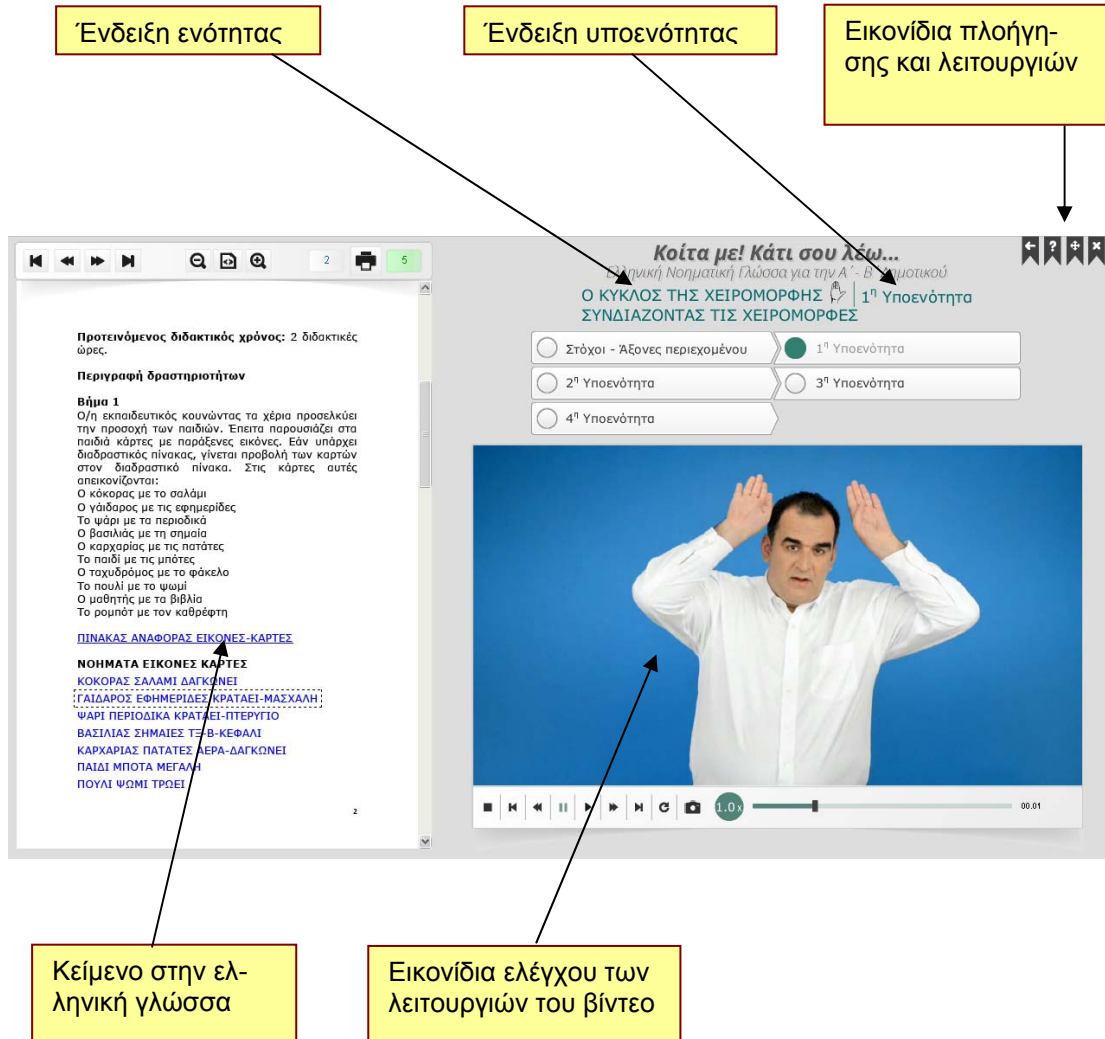 Ένδειξη ενότητας
Ένδειξη υποενότητας
Εικονίδια πλοήγη-
σης και λειτουργιών
2
5
Προτεινόμενος διδακτικός χρόνος: 2 διδακτικές
ώρες.
Περιγραφή δραστηριοτήτων
Βήμα 1
Ο/η εκπαιδευτικός κουνώντας τα χέρια προσελκύει
την προσοχή των παιδιών. Έπειτα παρουσιάζει στα
παιδιά κάρτες με παράξενες εικόνες. Εάν υπάρχει
διαδραστικός πίνακας, γίνεται προβολή των καρτών
στον διαδραστικό πίνακα. Στις κάρτες αυτές
απεικονίζονται:
Ο κόκορας με το σαλάμι
Ο γάιδαρος με τις εφημερίδες
Το ψάρι με τα περιοδικά
Ο βασιλιάς με τη σημαία
Ο καρχαρίας με τις πατάτες
Το παιδί με τις μπότες
Ο ταχυδρόμος με το φάκελο
Το πουλί με το ψωμί
Ο μαθητής με τα βιβλία
Το ρομπότ με τον καθρέφτη
ΠΙΝΑΚΑΣ ΑΝΑΦΟΡΑΣ ΕΙΚΟΝΕΣ-ΚΑΡΤΕΣ
ΝΟΗΜΑΤΑ ΕΙΚΟΝΕΣ ΚΑΡΤΕΣ
ΚΟΚΟΡΑΣ ΣΑΛΑΜΙ ΔΑΓΚΩΝΕΙ
ΓΑΙΔΑΡΟΣ ΕΦΗΜΕΡΙΔΕΣ ΚΡΑΤΑΕΙ-ΜΑΣΧΑΛΗ
ΨΑΡΙ ΠΕΡΙΟΔΙΚΑ ΚΡΑΤΑΕΙ-ΠΤΕΡΥΓΙΟ
ΒΑΣΙΛΙΑΣ ΣΗΜΑΙΕΣ ΤΞ-Β-ΚΕΦΑΛΙ
ΚΑΡΧΑΡΙΑΣ ΠΑΤΑΤΕΣ ΑΕΡΑ-ΔΑΓΚΩΝΕΙ
ΠΑΙΔΙ ΜΠΟΤΑ ΜΕΓΑΛΗ
ΠΟΥΛΙ ΨΩΜΙ ΤΡΩΕΙ
2
Κοίτα με! Κάτι σου λέω...
Ελληνική Νοηματική Γλώσσα για την Α΄- Β΄ Δημοτικού
Ο ΚΥΚΛΟΣ ΤΗΣ ΧΕΙΡΟΜΟΡΦΗΣ | 1η Υποενότητα
ΣΥΝΔΙΑΖΟΝΤΑΣ ΤΙΣ ΧΕΙΡΟΜΟΡΦΕΣ
Στόχοι - Άξονες περιεχομένου
1η Υποενότητα
2η Υποενότητα
3η Υποενότητα
4η Υποενότητα
1.0x
00.01
Κείμενο στην ελ-
ληνική γλώσσα
Εικονίδια ελέγχου των
λειτουργιών του βίντεο